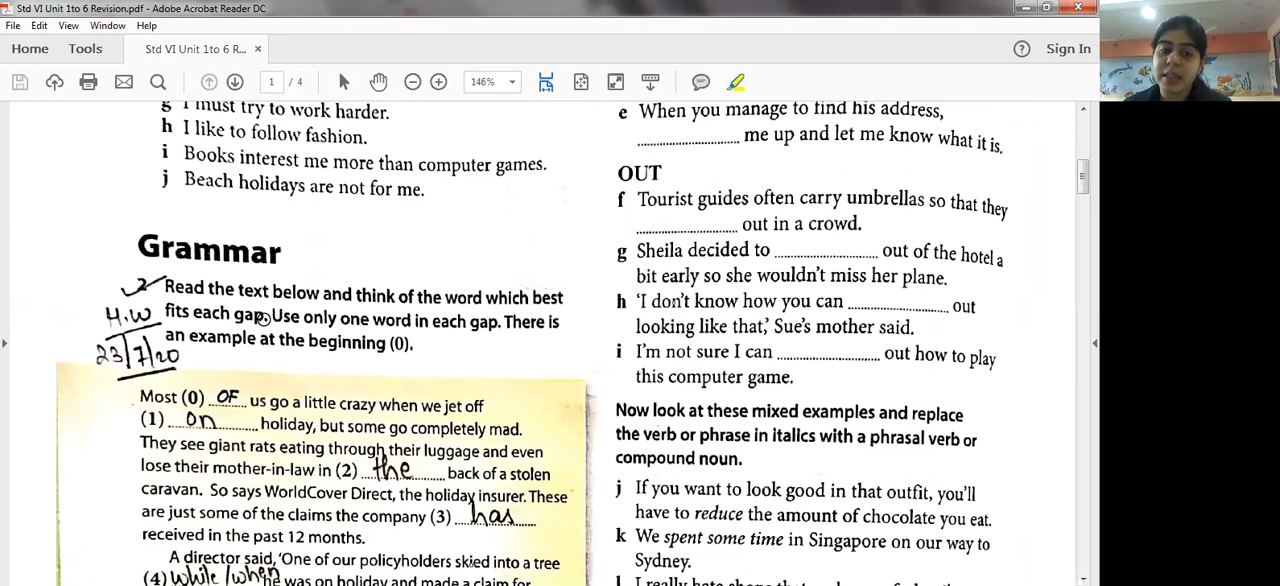 Std VI Unit 1to 6 Revision.pdf - Adobe Acrobat Reader DC
File Edit View Window Help
Home Tools Std VI Unit 1to 6 R... × Sign In
1 / 4 146%
g I must try to work harder.
h I like to follow fashion.
i Books interest me more than computer games.
j Beach holidays are not for me.
Grammar
2 Read the text below and think of the word which best
fits each gap. Use only one word in each gap. There is
an example at the beginning (0).
H.W
23/7/20
Most (0) OF us go a little crazy when we jet off
(1) on holiday, but some go completely mad.
They see giant rats eating through their luggage and even
lose their mother-in-law in (2) the back of a stolen
caravan. So says WorldCover Direct, the holiday insurer. These
are just some of the claims the company (3) has
received in the past 12 months.
A director said, 'One of our policyholders skied into a tree
(4) while/when he was on holiday and made a claim for
e When you manage to find his address,
.......................... me up and let me know what it is.
OUT
f Tourist guides often carry umbrellas so that they
.......................... out in a crowd.
g Sheila decided to .......................... out of the hotel a
bit early so she wouldn't miss her plane.
h 'I don't know how you can .......................... out
looking like that,' Sue's mother said.
i I'm not sure I can .......................... out how to play
this computer game.
Now look at these mixed examples and replace
the verb or phrase in italics with a phrasal verb or
compound noun.
j If you want to look good in that outfit, you'll
have to reduce the amount of chocolate you eat.
k We spent some time in Singapore on our way to
Sydney.
l I really hate